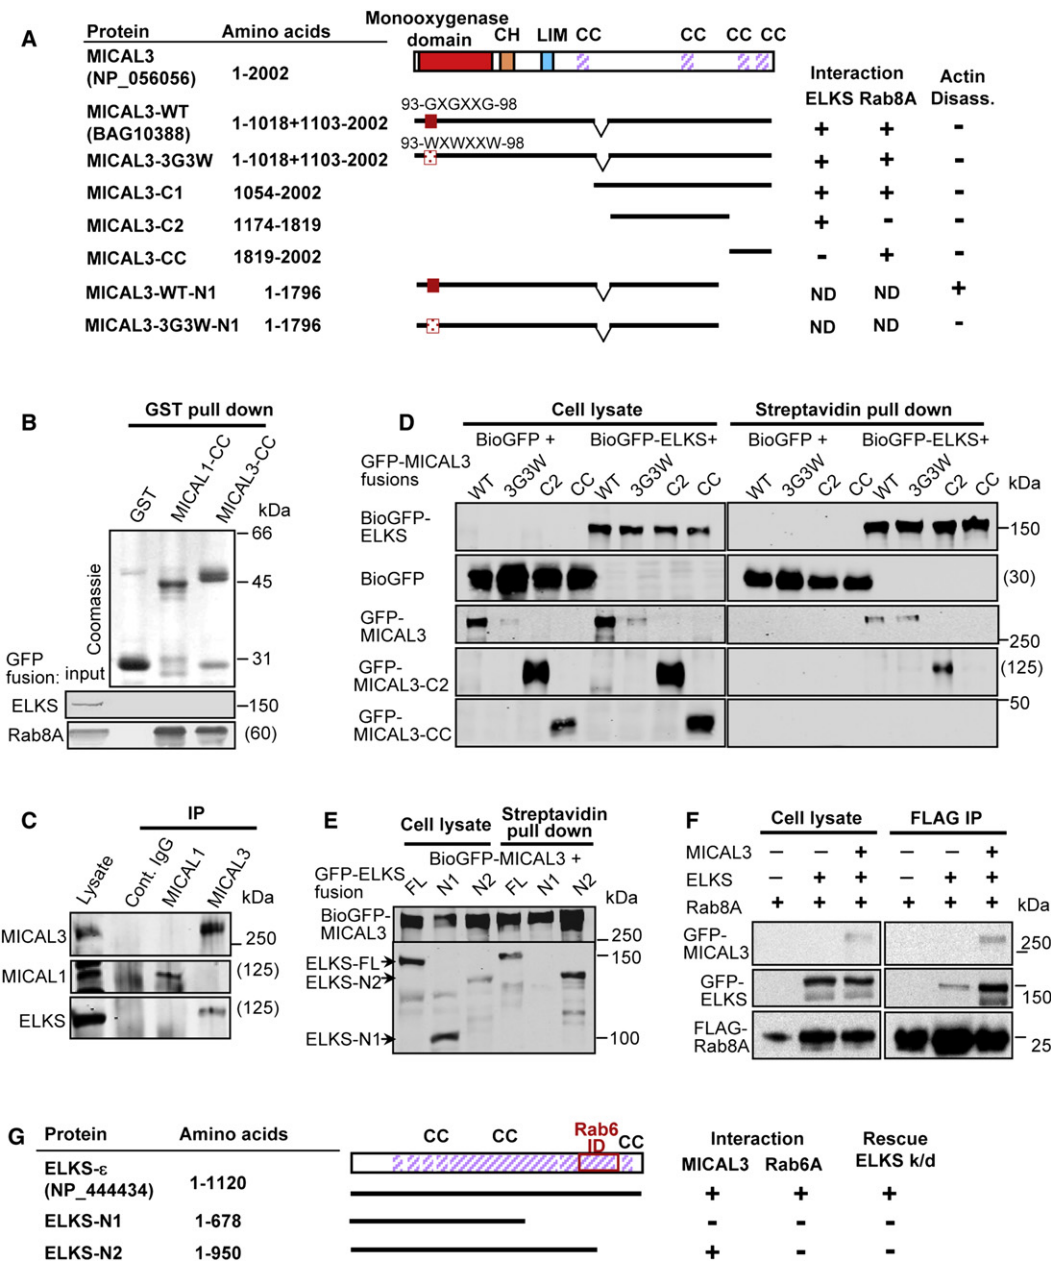 A
Protein Amino acids
Monooxygenase domain CH LIM CC CC CC CC
Interaction
ELKS Rab8A
Actin Disass.
MICAL3 (NP_056056) 1-2002
MICAL3-WT (BAG10388) 1-1018+1103-2002 93-GXGXXG-98 + + -
MICAL3-3G3W 1-1018+1103-2002 93-WXWXXW-98 + + -
MICAL3-C1 1054-2002 + + -
MICAL3-C2 1174-1819 + - -
MICAL3-CC 1819-2002 - + -
MICAL3-WT-N1 1-1796 ND ND +
MICAL3-3G3W-N1 1-1796 ND ND -
B
GST pull down
GST MICAL1-CC MICAL3-CC
kDa
66
45
31
Coomassie
GFP fusion: input
ELKS 150
Rab8A (60)
D
Cell lysate Streptavidin pull down
BioGFP + BioGFP-ELKS+ BioGFP + BioGFP-ELKS+
GFP-MICAL3 fusions
WT 3G3W C2 CC WT 3G3W C2 CC WT 3G3W C2 CC WT 3G3W C2 CC
kDa
BioGFP-ELKS 150
BioGFP (30)
GFP-MICAL3 250
GFP-MICAL3-C2 (125)
50
GFP-MICAL3-CC
C
IP
Lysate Cont. IgG MICAL1 MICAL3
kDa
MICAL3 250
MICAL1 (125)
ELKS (125)
E
Cell lysate Streptavidin pull down
BioGFP-MICAL3 +
GFP-ELKS fusion
FL N1 N2 FL N1 N2
kDa
BioGFP-MICAL3 250
150
ELKS-FL
ELKS-N2
ELKS-N1 100
F
Cell lysate FLAG IP
MICAL3 − − + − − +
ELKS − + + − + +
Rab8A + + + + + +
kDa
GFP-MICAL3 250
GFP-ELKS 150
FLAG-Rab8A 25
G
Protein Amino acids
CC CC Rab6 ID CC
Interaction
MICAL3 Rab6A
Rescue ELKS k/d
ELKS-ε (NP_444434) 1-1120 + + +
ELKS-N1 1-678 - - -
ELKS-N2 1-950 + - -